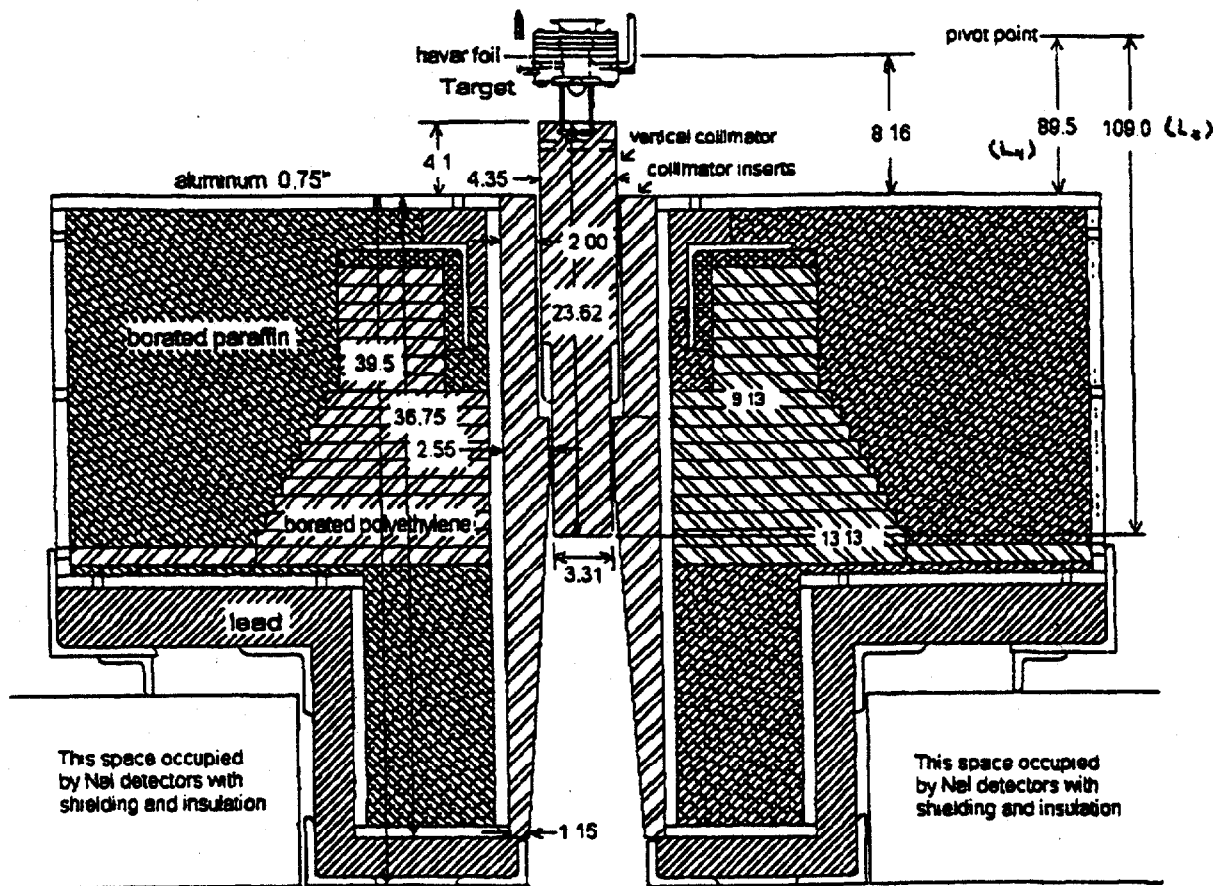 pivot point
havar foil
Target
8.16
89.5
109.0 (L₂)
(L₄)
vertical collimator
collimator inserts
4.1
4.35
aluminum 0.75"
2.00
23.62
borated paraffin
39.5
9.13
36.75
2.55
borated polyethylene
13.13
3.31
lead
This space occupied
by NaI detectors with
shielding and insulation
This space occupied
by NaI detectors with
shielding and insulation
1.15